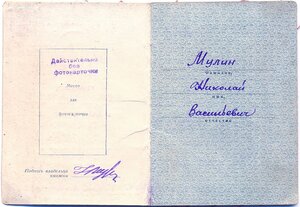 Действительно
без
фотокарточки
Место
для
фотокарточки
Подпись владельца
книжки
Мулин
фамилия
Николай
имя
Васильевич
отчество